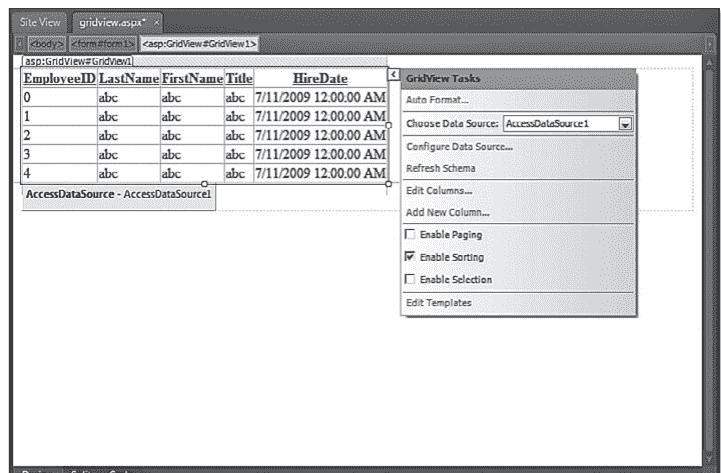 Site View gridview.aspx* ×
<body> <form#form1> <asp:GridView#GridView1>
asp:GridView#GridView1
EmployeeID LastName FirstName Title HireDate
0 abc abc abc 7/11/2009 12:00:00 AM
1 abc abc abc 7/11/2009 12:00:00 AM
2 abc abc abc 7/11/2009 12:00:00 AM
3 abc abc abc 7/11/2009 12:00:00 AM
4 abc abc abc 7/11/2009 12:00:00 AM
AccessDataSource - AccessDataSource1
GridView Tasks
Auto Format...
Choose Data Source: AccessDataSource1
Configure Data Source...
Refresh Schema
Edit Columns...
Add New Column...
Enable Paging
Enable Sorting
Enable Selection
Edit Templates